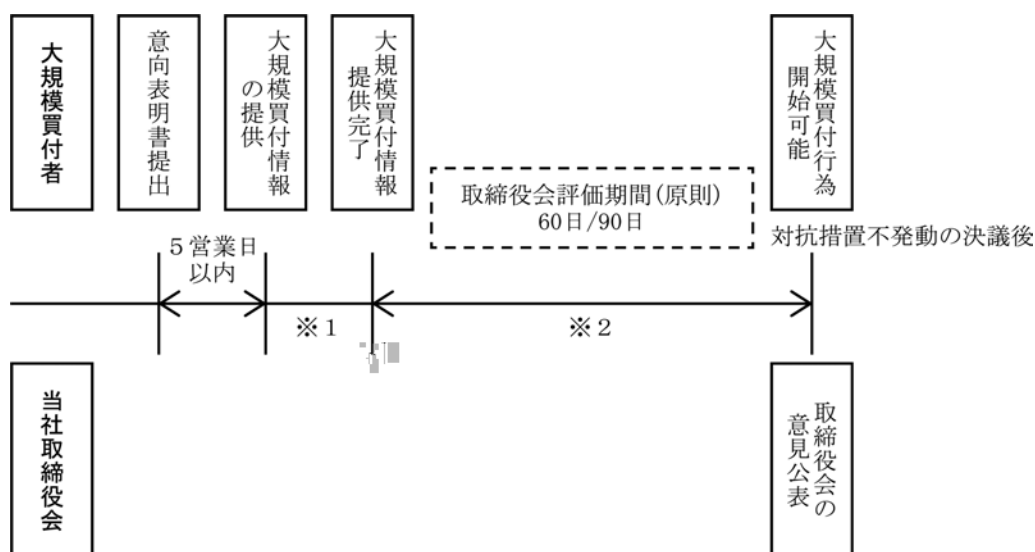 大規模買付者
意向表明書提出
大規模買付情報
の提供
大規模買付情報
提供完了
大規模買付行為
開始可能
取締役会評価期間(原則)
60日/90日
対抗措置不発動の決議後
5営業日
以内
※1
※2
当社取締役会
取締役会の
意見公表